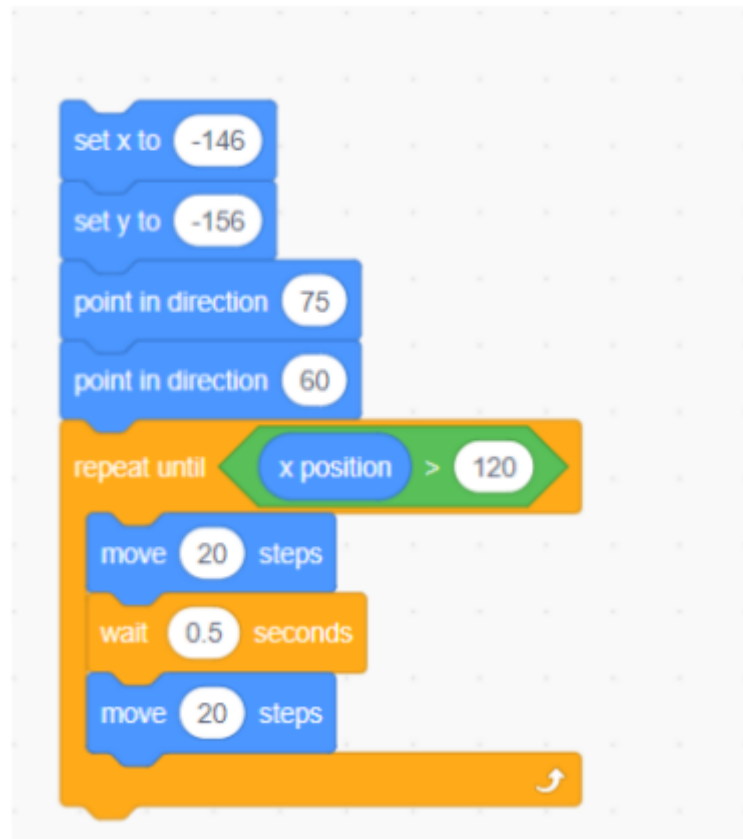 set x to -146
set y to -156
point in direction 75
point in direction 60
repeat until x position > 120
move 20 steps
wait 0.5 seconds
move 20 steps